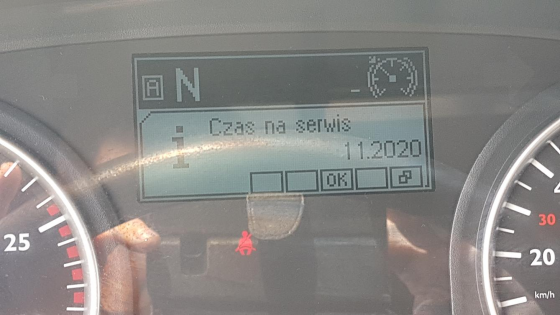 A N
Czas na serwis
11.2020
OK
25
30
20
km/h